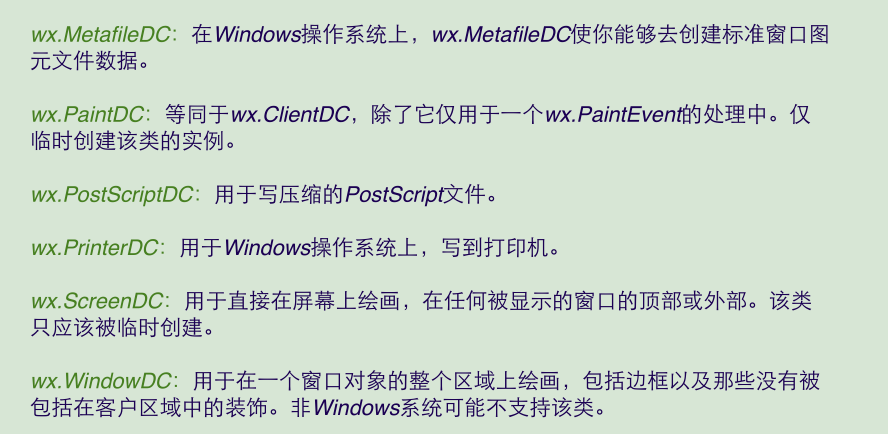 wx.MetafileDC：在Windows操作系统上，wx.MetafileDC使你能够去创建标准窗口图
元文件数据。
wx.PaintDC：等同于wx.ClientDC，除了它仅用于一个wx.PaintEvent的处理中。仅
临时创建该类的实例。
wx.PostScriptDC：用于写压缩的PostScript文件。
wx.PrinterDC：用于Windows操作系统上，写到打印机。
wx.ScreenDC：用于直接在屏幕上绘画，在任何被显示的窗口的顶部或外部。该类
只应该被临时创建。
wx.WindowDC：用于在一个窗口对象的整个区域上绘画，包括边框以及那些没有被
包括在客户区域中的装饰。非Windows系统可能不支持该类。